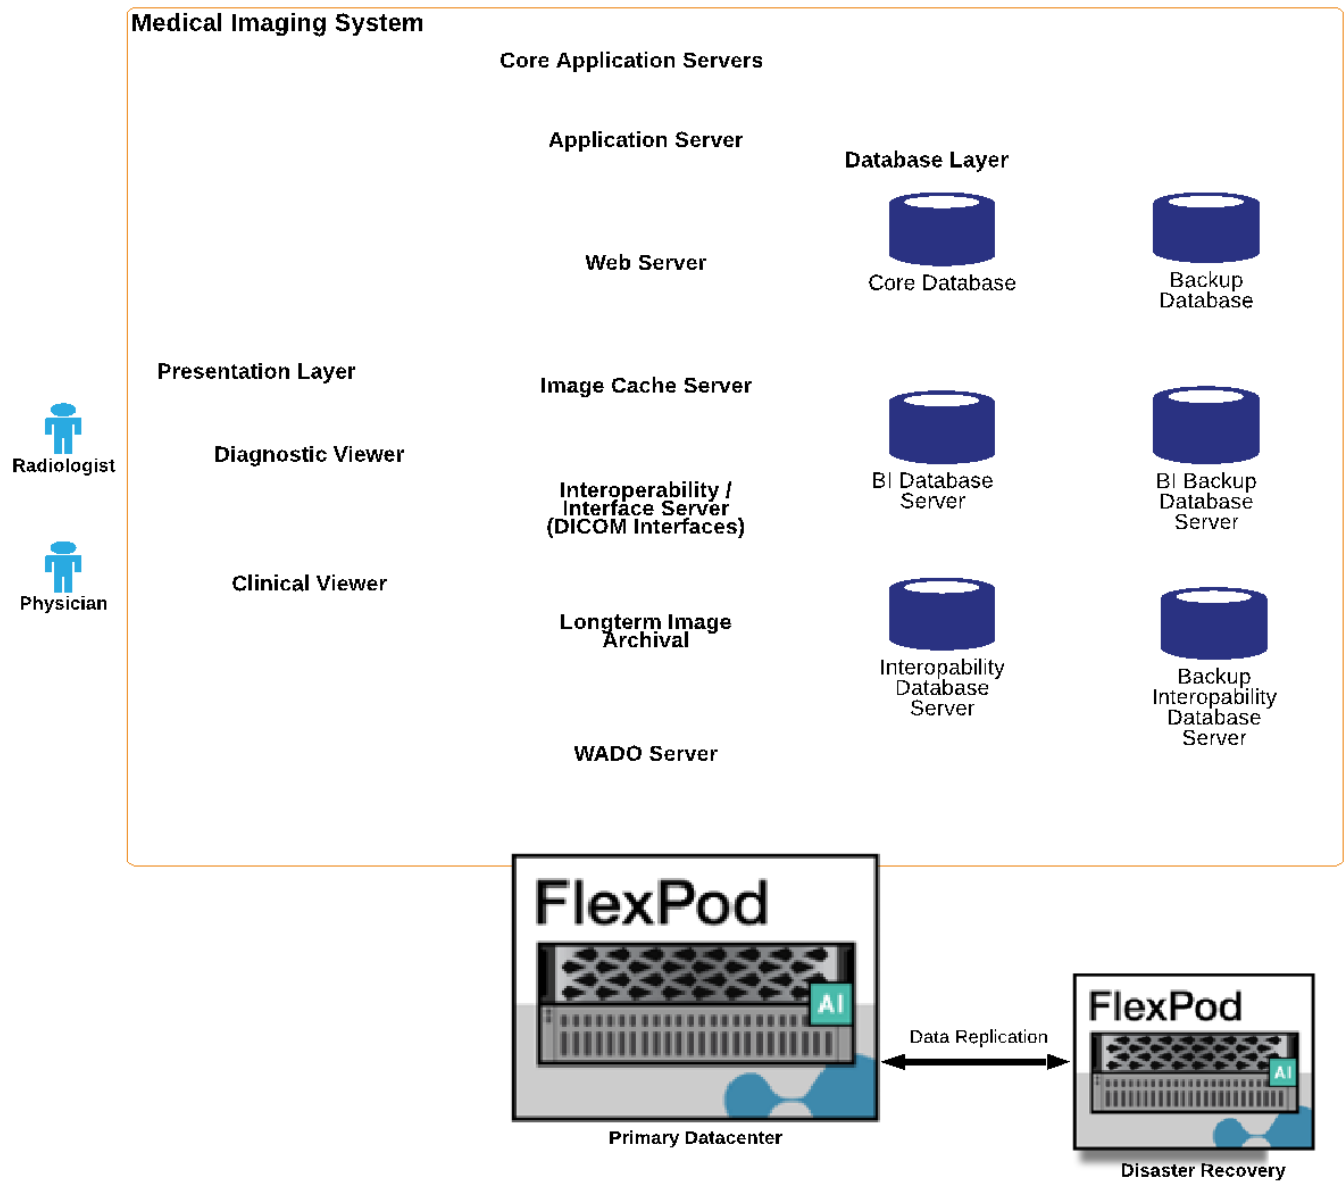 Medical Imaging System
Core Application Servers
Application Server
Database Layer
Web Server
Core Database
Backup
Database
Presentation Layer
Image Cache Server
Radiologist
Diagnostic Viewer
Interoperability /
Interface Server
(DICOM Interfaces)
BI Database
Server
BI Backup
Database
Server
Physician
Clinical Viewer
Longterm Image
Archival
Interopability
Database
Server
Backup
Interopability
Database
Server
WADO Server
FlexPod
AI
Primary Datacenter
Data Replication
FlexPod
AI
Disaster Recovery